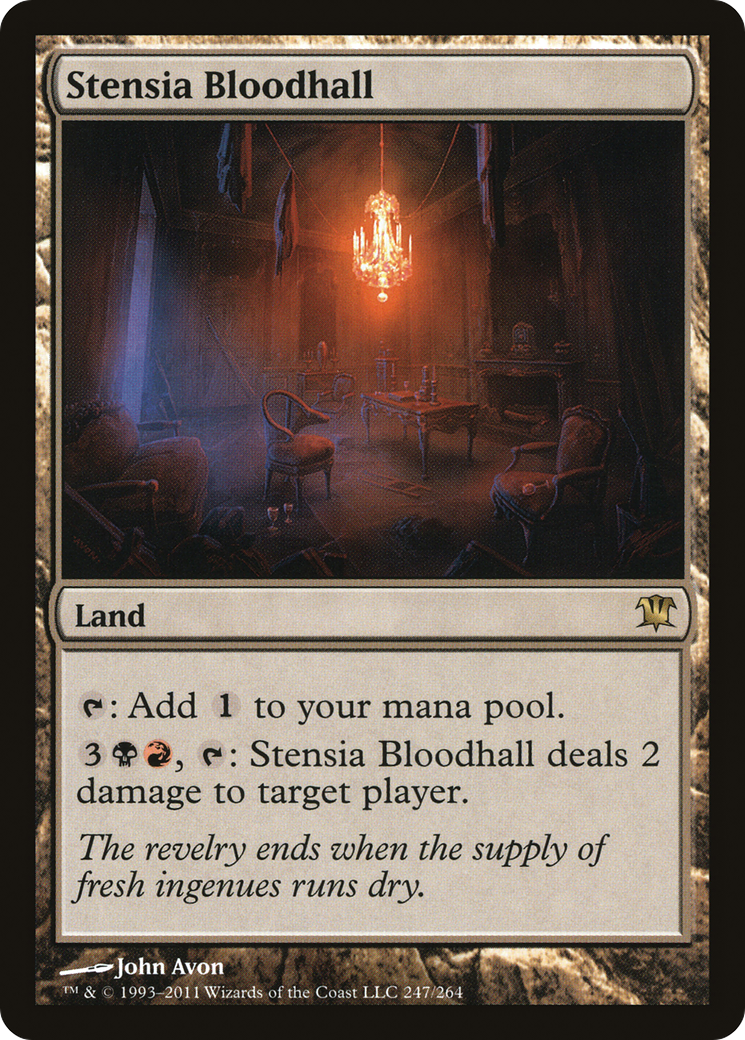 Stensia Bloodhall
Land
: Add 1 to your mana pool.
3, : Stensia Bloodhall deals 2
damage to target player.
The revelry ends when the supply of
fresh ingenues runs dry.
John Avon
™ & © 1993–2011 Wizards of the Coast LLC 247/264